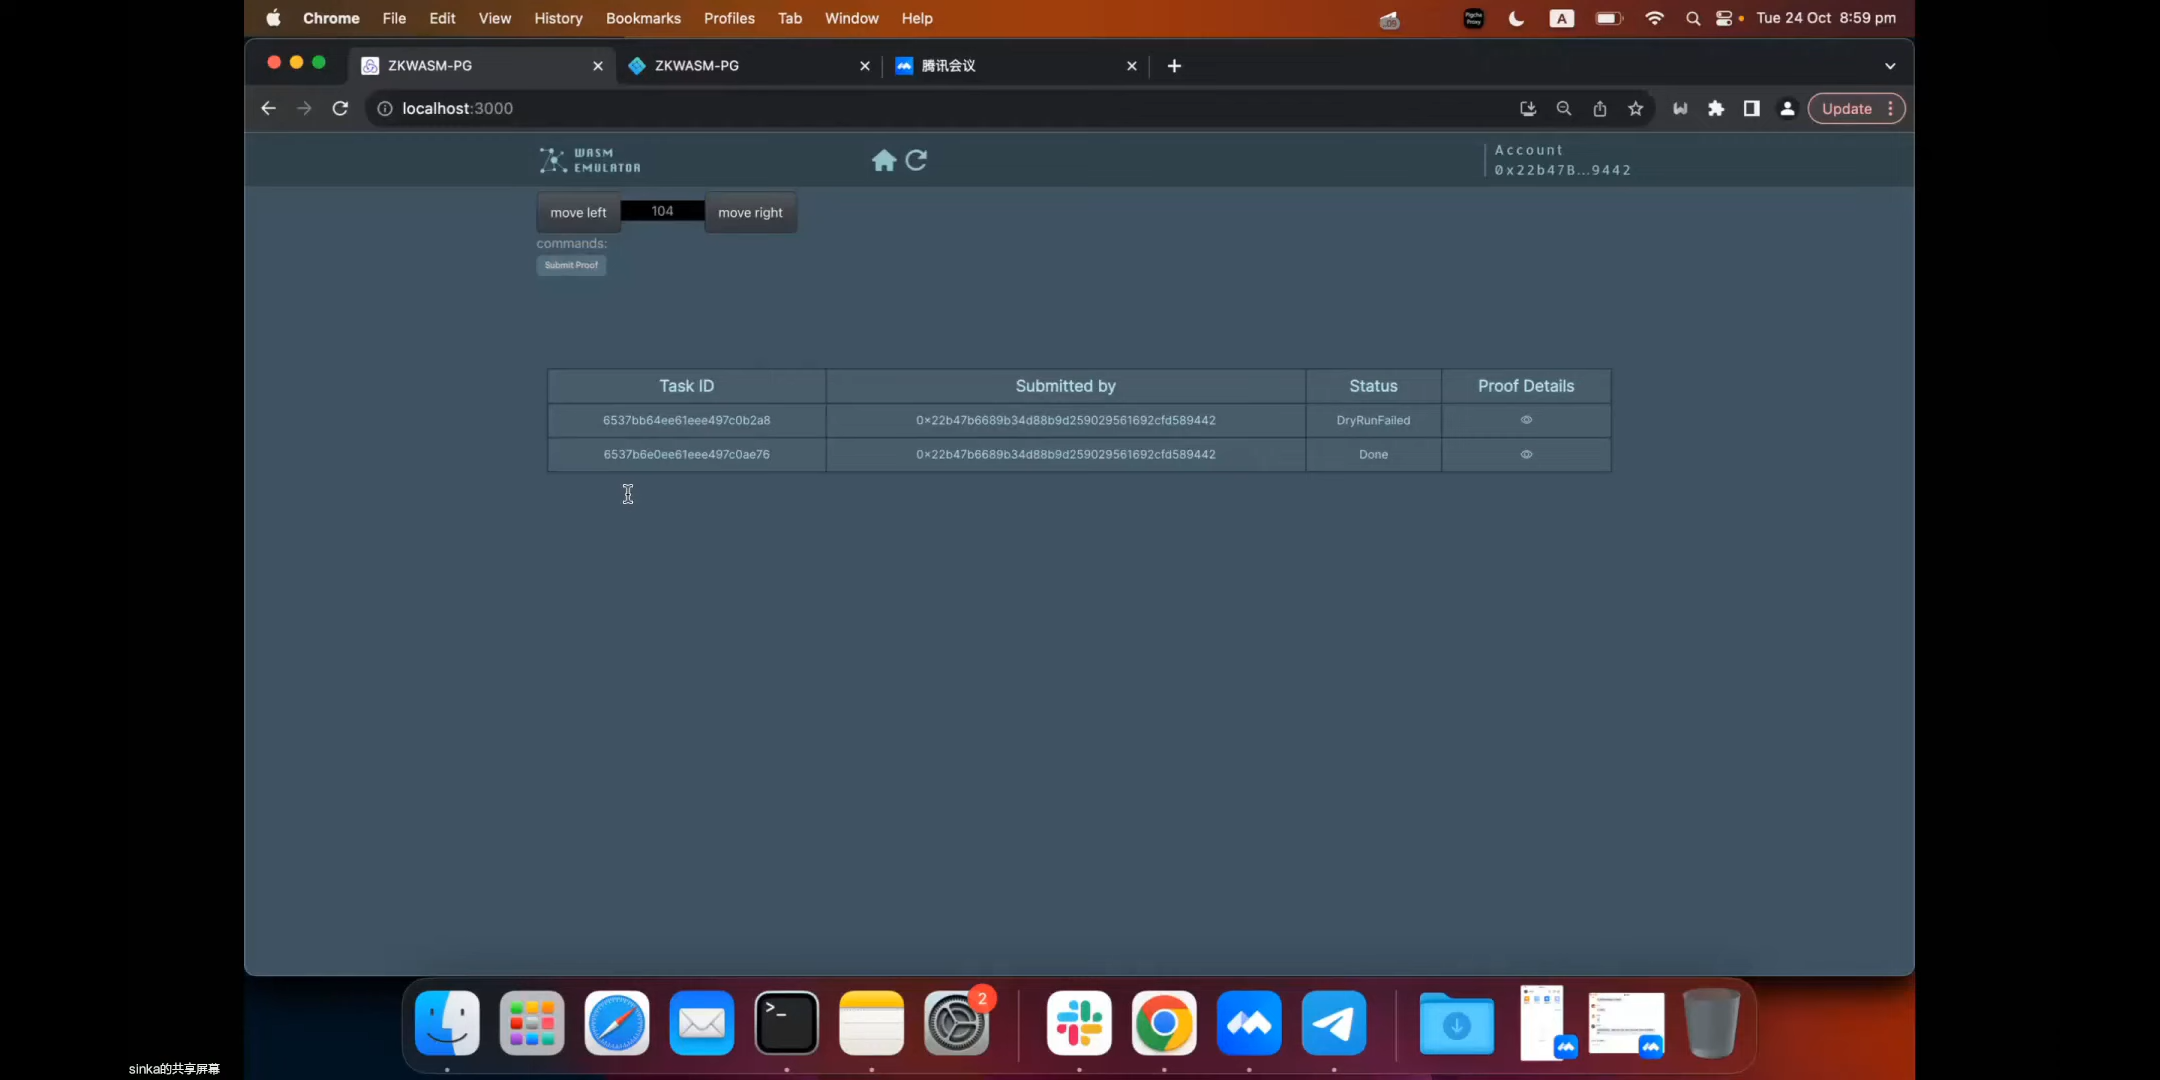 Chrome File Edit View History Bookmarks Profiles Tab Window Help A Tue 24 Oct 8:59 pm
ZKWASM-PG ZKWASM-PG 腾讯会议
localhost:3000 Update
WASM
EMULATOR
Account
0x22b47B...9442
move left 104 move right
commands:
Submit Proof
Task ID Submitted by Status Proof Details
6537bb64ee61eee497c0b2a8 0x22b47b6689b34d88b9d259029561692cfd589442 DryRunFailed
6537b6e0ee61eee497c0ae76 0x22b47b6689b34d88b9d259029561692cfd589442 Done
2
sinka的共享屏幕